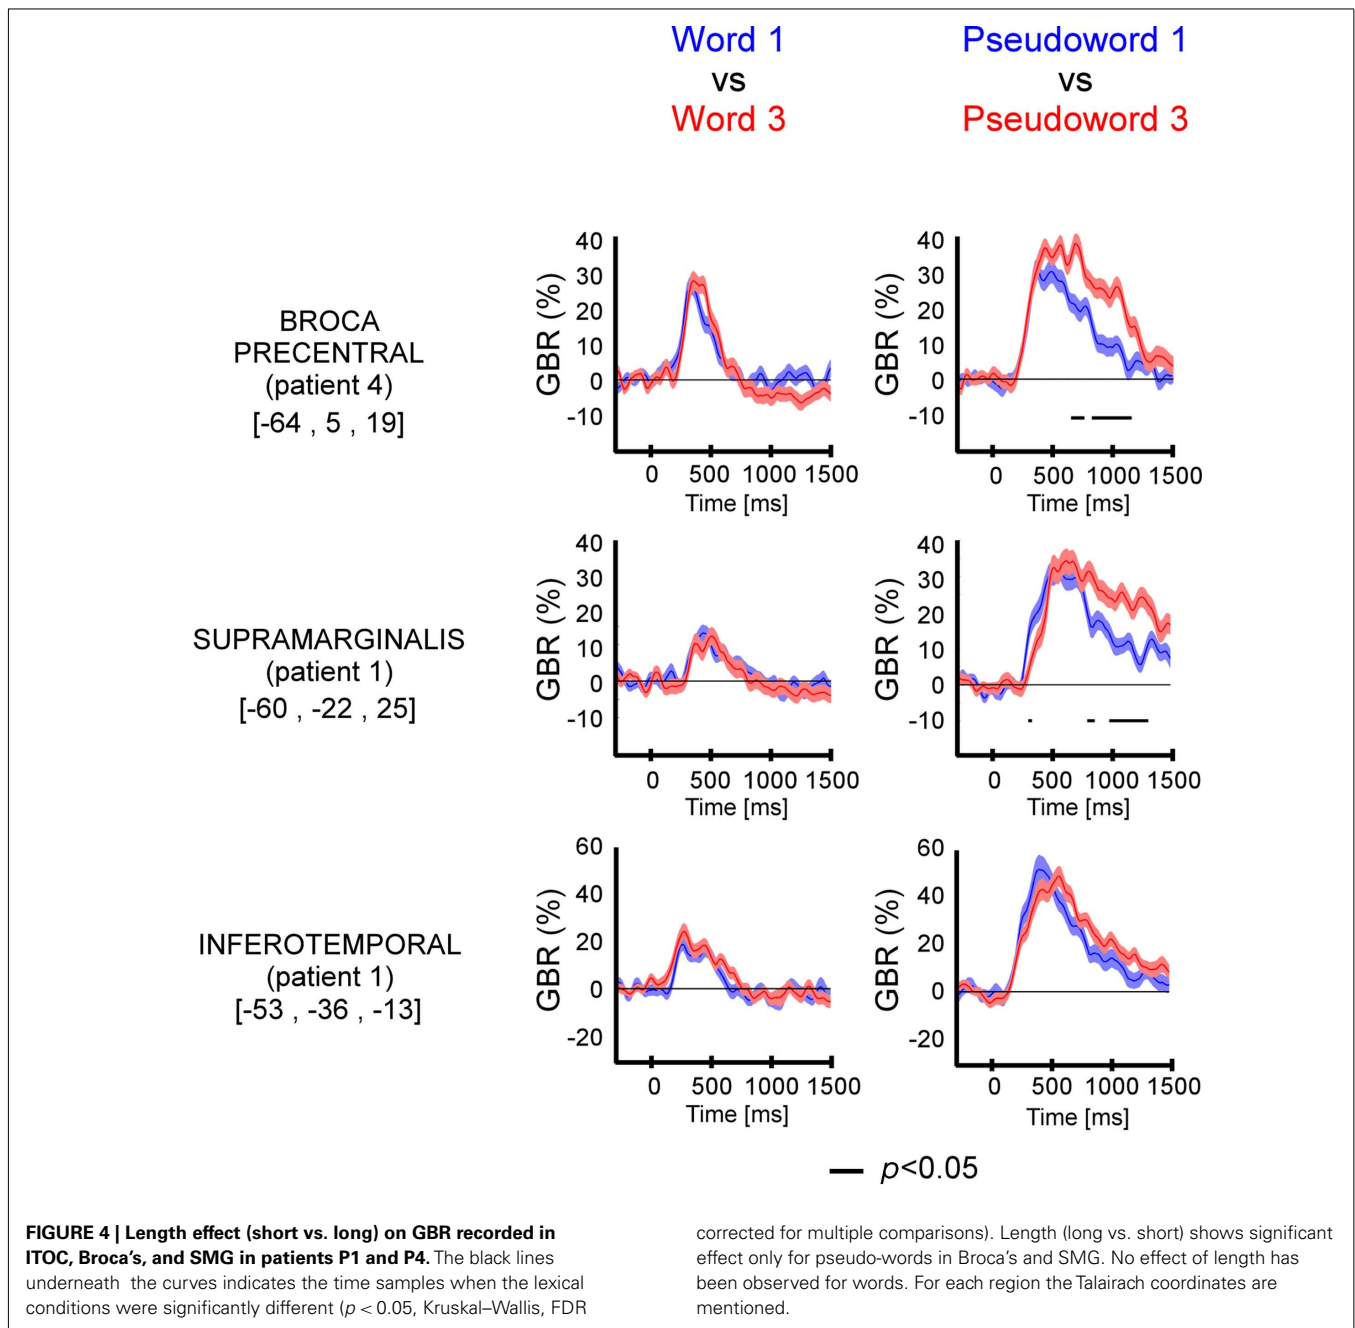 Word 1
vs
Word 3
Pseudoword 1
vs
Pseudoword 3
BROCA
PRECENTRAL
(patient 4)
[-64 , 5 , 19]
GBR (%)
40
30
20
10
0
-10
0 500 1000 1500
Time [ms]
GBR (%)
40
30
20
10
0
-10
0 500 1000 1500
Time [ms]
SUPRAMARGINALIS
(patient 1)
[-60 , -22 , 25]
GBR (%)
40
30
20
10
0
-10
0 500 1000 1500
Time [ms]
GBR (%)
40
30
20
10
0
-10
0 500 1000 1500
Time [ms]
INFEROTEMPORAL
(patient 1)
[-53 , -36 , -13]
GBR (%)
60
40
20
0
-20
0 500 1000 1500
Time [ms]
GBR (%)
60
40
20
0
-20
0 500 1000 1500
Time [ms]
p<0.05
FIGURE 4 | Length effect (short vs. long) on GBR recorded in
ITOC, Broca's, and SMG in patients P1 and P4. The black lines
underneath the curves indicates the time samples when the lexical
conditions were significantly different (p < 0.05, Kruskal–Wallis, FDR
corrected for multiple comparisons). Length (long vs. short) shows significant
effect only for pseudo-words in Broca's and SMG. No effect of length has
been observed for words. For each region the Talairach coordinates are
mentioned.